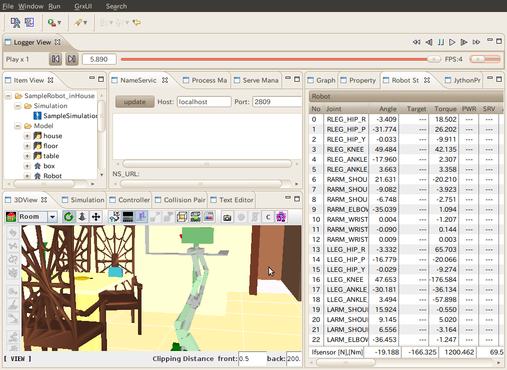 File Window Run GrxUI Search
Logger View
Play x 1 5.890 FPS:4
Item View
SampleRobot_inHouse
Simulation
SampleSimulation
Model
house
floor
table
box
Robot
NameServic Process Ma Serve Mana
update Host: localhost Port: 2809
NS_URL:
3DView Simulation Controller Collision Pair Text Editor
Room
[ VIEW ] Clipping Distance front: 0.5 back: 200.
Graph Property Robot St JythonPr
Robot
No Joint Angle Target Torque PWR SRV
0 RLEG_HIP_R -3.409 --- 18.502 --- ---
1 RLEG_HIP_P -31.774 --- 26.202 --- ---
2 RLEG_HIP_Y -0.033 --- -9.911 --- ---
3 RLEG_KNEE 49.484 --- 42.135 --- ---
4 RLEG_ANKLE -17.960 --- 2.307 --- ---
5 RLEG_ANKLE 3.663 --- 3.358 --- ---
6 RARM_SHOU 21.631 --- -20.210 --- ---
7 RARM_SHOU -9.082 --- -3.923 --- ---
8 RARM_SHOU -6.748 --- -2.751 --- ---
9 RARM_ELBOW -35.039 --- 1.094 --- ---
10 RARM_WRIST 0.004 --- -1.207 --- ---
11 RARM_WRIST -0.090 --- 0.144 --- ---
12 RARM_WRIST 0.009 --- 0.003 --- ---
13 LLEG_HIP_R -3.332 --- 65.703 --- ---
14 LLEG_HIP_P -16.779 --- -20.066 --- ---
15 LLEG_HIP_Y -0.029 --- -9.274 --- ---
16 LLEG_KNEE 47.653 --- -176.584 --- ---
17 LLEG_ANKLE -30.181 --- -36.134 --- ---
18 LLEG_ANKLE 3.494 --- -57.898 --- ---
19 LARM_SHOU 15.924 --- -0.550 --- ---
20 LARM_SHOU 9.145 --- 5.020 --- ---
21 LARM_SHOU 6.556 --- -3.164 --- ---
22 LARM_ELBOW -36.453 --- -1.247 --- ---
lfsensor [N],[Nm] -19.188 -166.325 1200.462 69.5